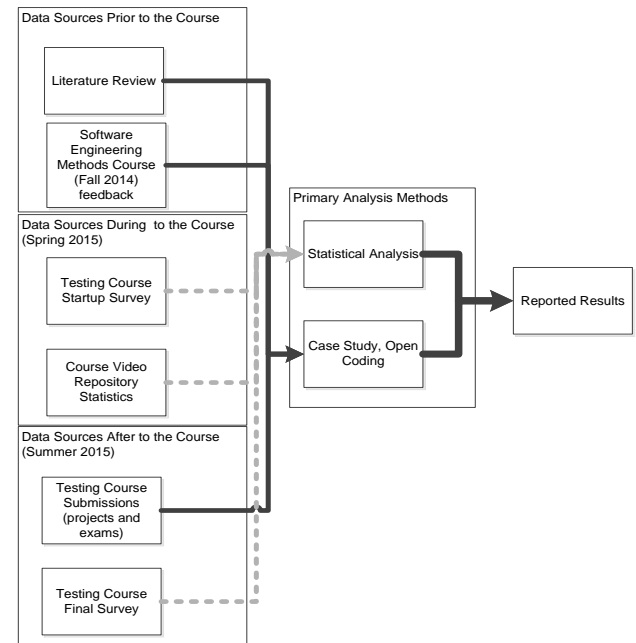 Data Sources Prior to the Course
Literature Review
Software
Engineering
Methods Course
(Fall 2014)
feedback
Data Sources During to the Course
(Spring 2015)
Testing Course
Startup Survey
Course Video
Repository
Statistics
Data Sources After to the Course
(Summer 2015)
Testing Course
Submissions
(projects and
exams)
Testing Course
Final Survey
Primary Analysis Methods
Statistical Analysis
Case Study, Open
Coding
Reported Results